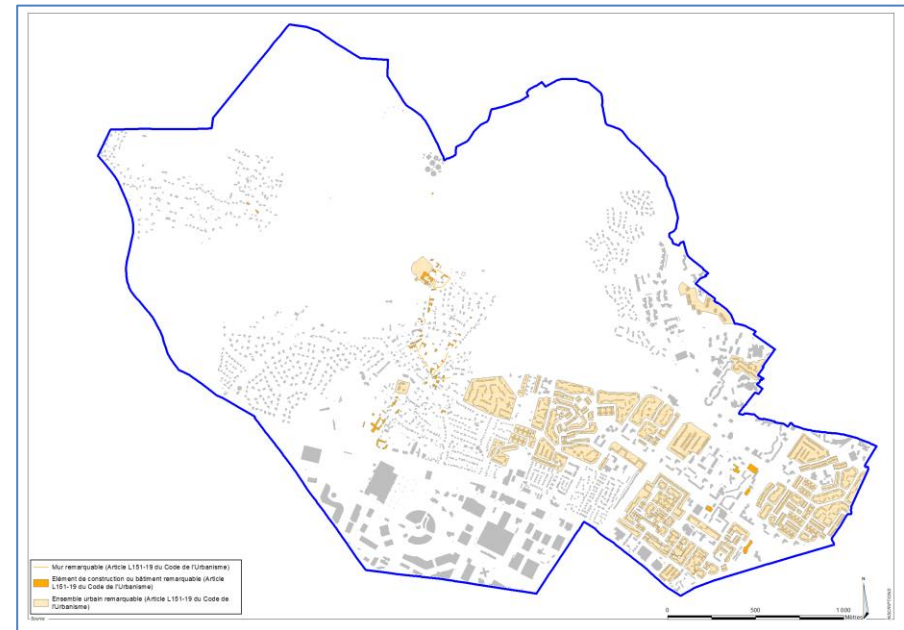 Mur remarquable (Article L151-19 du Code de l'Urbanisme)
Elément de construction ou bâtiment remarquable (Article
L151-19 du Code de l'Urbanisme)
Ensemble urbain remarquable (Article L151-19 du Code de
l'Urbanisme)
0 500 1 000
Mètres
N